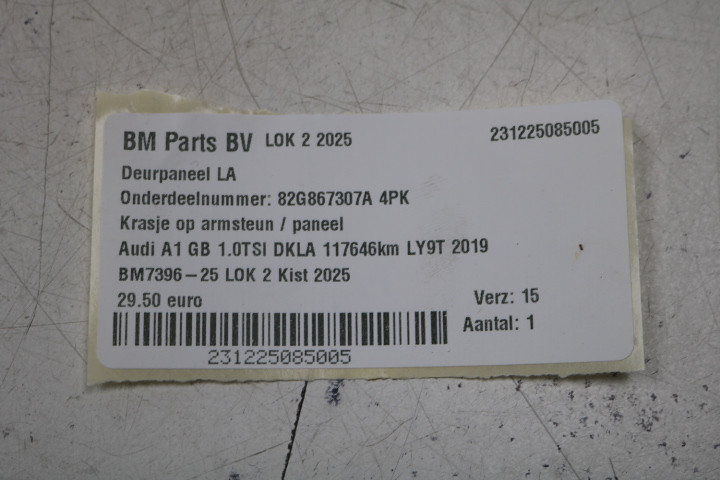 BM Parts BV LOK 2 2025 231225085005
Deurpaneel LA
Onderdeelnummer: 82G867307A 4PK
Krasje op armsteun / paneel
Audi A1 GB 1.0TSI DKLA 117646km LY9T 2019
BM7396-25 LOK 2 Kist 2025
29.50 euro Verz: 15
Aantal: 1
231225085005